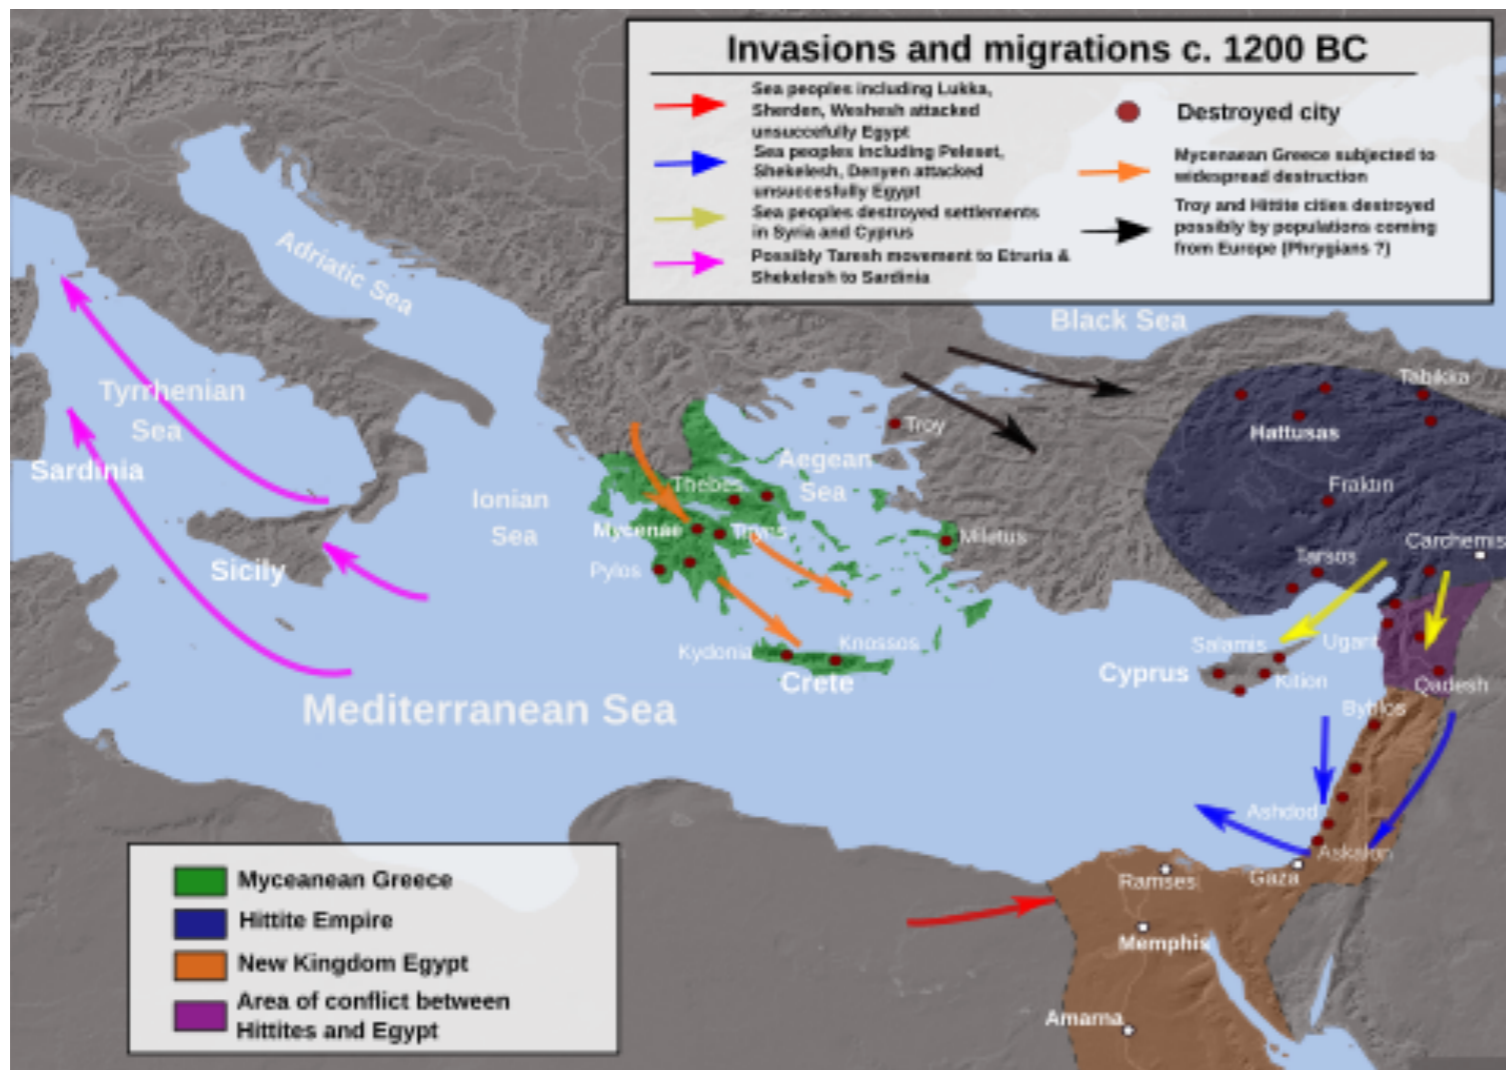 Invasions and migrations c. 1200 BC
Sea peoples including Lukka,
Sherden, Weshesh attacked
unsuccefully Egypt
Sea peoples including Peleset,
Shekelesh, Denyen attacked
unsuccesfully Egypt
Sea peoples destroyed settlements
in Syria and Cyprus
Possibly Taresh movement to Etruria &
Shekelesh to Sardinia
Destroyed city
Mycenaean Greece subjected to
widespread destruction
Troy and Hittite cities destroyed
possibly by populations coming
from Europe (Phrygians ?)
Adriatic Sea
Black Sea
Tyrrhenian
Sea
Sardinia
Ionian
Sea
Sicily
Aegean
Sea
Troy
Tabikka
Hattusas
Fraktin
Thebes
Mycenae
Tiryns
Pylos
Miletus
Tarsos
Carchemis
Kydonia
Knossos
Crete
Salamis
Ugarit
Cyprus
Kition
Qadesh
Byblos
Mediterranean Sea
Ashdod
Askalon
Gaza
Ramses
Memphis
Amarna
Myceanean Greece
Hittite Empire
New Kingdom Egypt
Area of conflict between
Hittites and Egypt